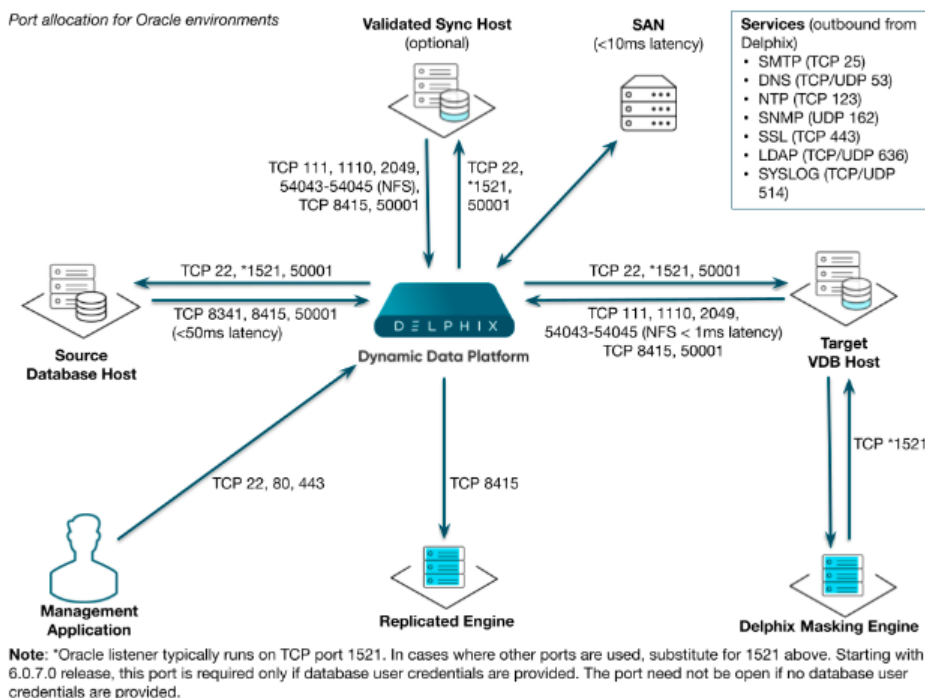 Port allocation for Oracle environments
Validated Sync Host
(optional)
SAN
(<10ms latency)
Services (outbound from
Delphix)
• SMTP (TCP 25)
• DNS (TCP/UDP 53)
• NTP (TCP 123)
• SNMP (UDP 162)
• SSL (TCP 443)
• LDAP (TCP/UDP 636)
• SYSLOG (TCP/UDP
514)
TCP 111, 1110, 2049,
54043-54045 (NFS),
TCP 8415, 50001
TCP 22,
*1521,
50001
TCP 22, *1521, 50001
TCP 8341, 8415, 50001
(<50ms latency)
Source
Database Host
DELPHIX
Dynamic Data Platform
TCP 22, *1521, 50001
TCP 111, 1110, 2049,
54043-54045 (NFS < 1ms latency)
TCP 8415, 50001
Target
VDB Host
TCP *1521
TCP 22, 80, 443
TCP 8415
Management
Application
Replicated Engine
Delphix Masking Engine
Note: *Oracle listener typically runs on TCP port 1521. In cases where other ports are used, substitute for 1521 above. Starting with
6.0.7.0 release, this port is required only if database user credentials are provided. The port need not be open if no database user
credentials are provided.